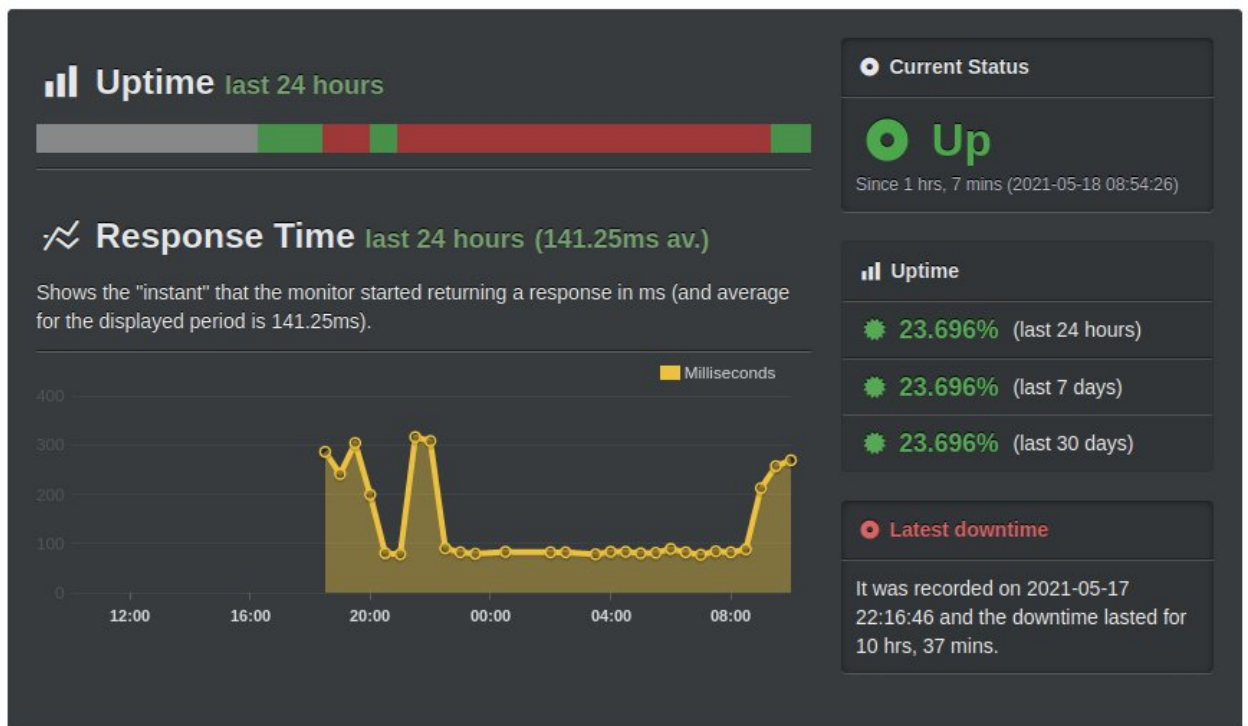 Uptime last 24 hours
Response Time last 24 hours (141.25ms av.)
Shows the "instant" that the monitor started returning a response in ms (and average
for the displayed period is 141.25ms).
Milliseconds
400
300
200
100
0
12:00 16:00 20:00 00:00 04:00 08:00
Current Status
Up
Since 1 hrs, 7 mins (2021-05-18 08:54:26)
Uptime
23.696% (last 24 hours)
23.696% (last 7 days)
23.696% (last 30 days)
Latest downtime
It was recorded on 2021-05-17
22:16:46 and the downtime lasted for
10 hrs, 37 mins.